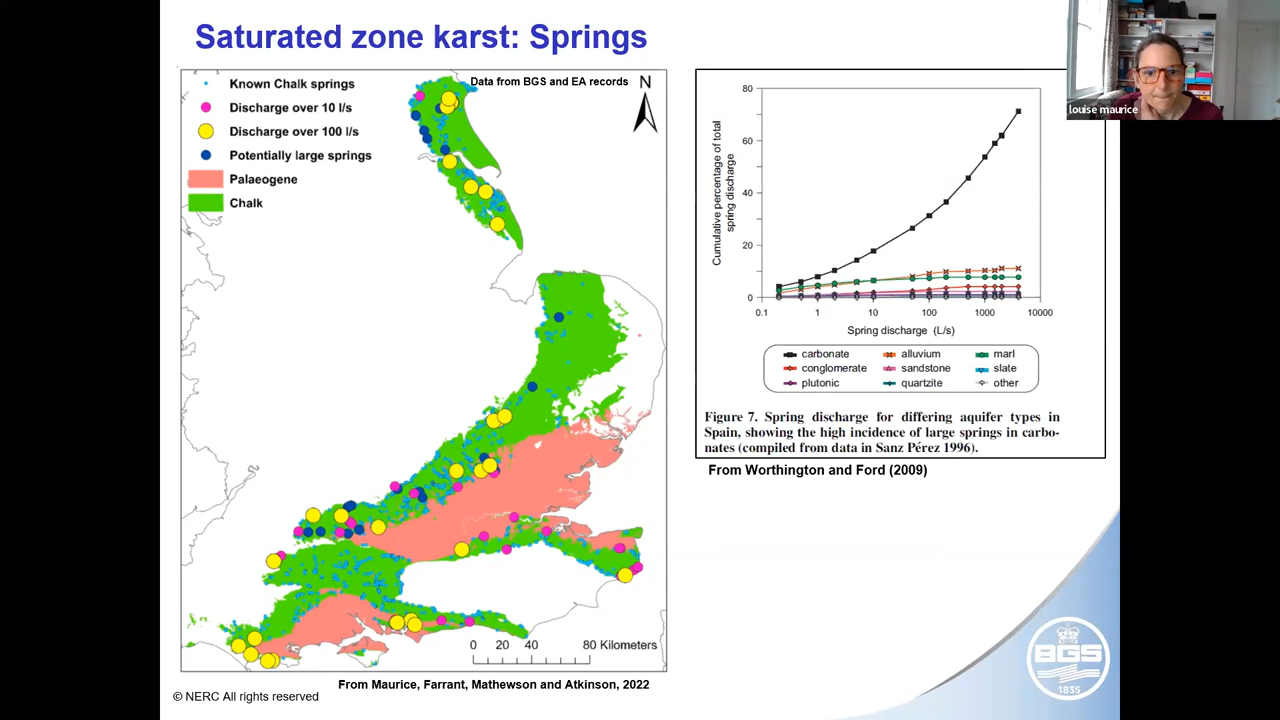 Saturated zone karst: Springs
Known Chalk springs
Discharge over 10 l/s
Discharge over 100 l/s
Potentially large springs
Palaeogene
Chalk
Data from BGS and EA records
N
0 20 40 80 Kilometers
From Maurice, Farrant, Mathewson and Atkinson, 2022
© NERC All rights reserved
Cumulative percentage of total
spring discharge
80
60
40
20
0
0.1 1 10 100 1000 10000
Spring discharge (L/s)
carbonate alluvium marl
conglomerate sandstone slate
plutonic quartzite other
Figure 7. Spring discharge for differing aquifer types in
Spain, showing the high incidence of large springs in carbo-
nates (compiled from data in Sanz Pérez 1996).
From Worthington and Ford (2009)
louise maurice
BGS
1835